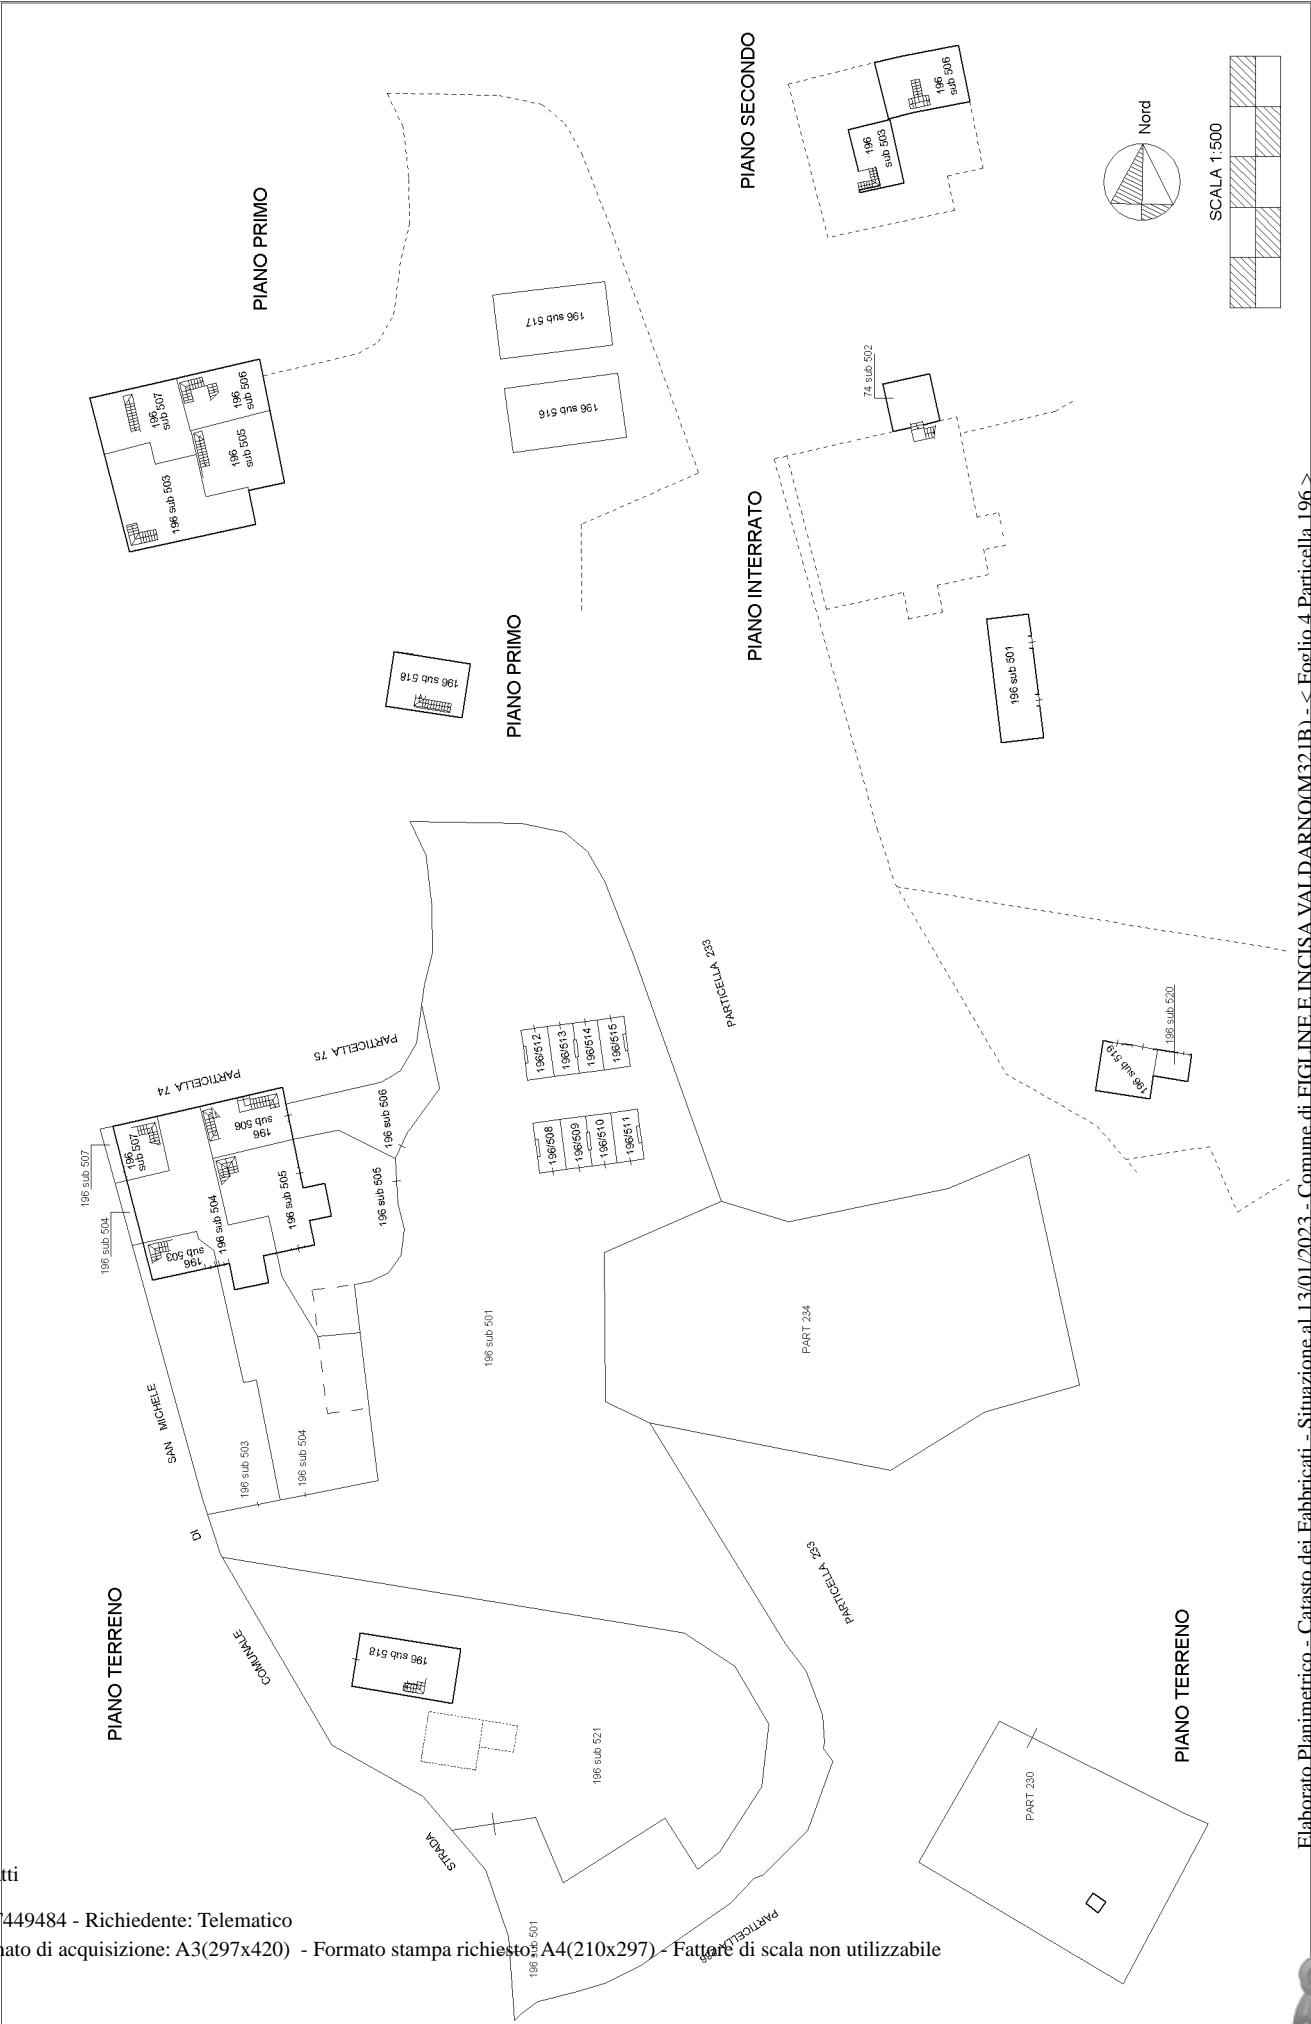 PIANO PRIMO
196
sub 507
196
sub 506
196
sub 505
196 sub 503
196 sub 517
196 sub 516
196 sub 518
PIANO PRIMO
PIANO SECONDO
196
sub 506
196
sub 503
Nord
SCALA 1:500
74 sub 502
PIANO INTERRATO
196 sub 501
196 sub 519
196 sub 520
PIANO TERRENO
196 sub 507
196 sub 504
PARTICELLA 74
PARTICELLA 75
196
sub 507
196
sub 506
196 sub 504
196 sub 505
196
sub 503
196 sub 506
196 sub 505
196/512
196/513
196/514
196/515
196/508
196/509
196/510
196/511
PARTICELLA 233
196 sub 501
PART 234
196 sub 503
196 sub 504
STRADA
COMUNALE
DI
SAN MICHELE
196 sub 518
196 sub 521
PARTICELLA 233
196 sub 501
PARTICELLA
PART 230
PIANO TERRENO
tti
449484 - Richiedente: Telematico
ato di acquisizione: A3(297x420) - Formato stampa richiesto: A4(210x297) - Fattore di scala non utilizzabile
Elaborato Planimetrico - Catasto dei Fabbricati - Situazione al 13/01/2023 - Comune di FIGLINE E INCISA VALDARNO(M321B) - < Foglio 4 Particella 196 >